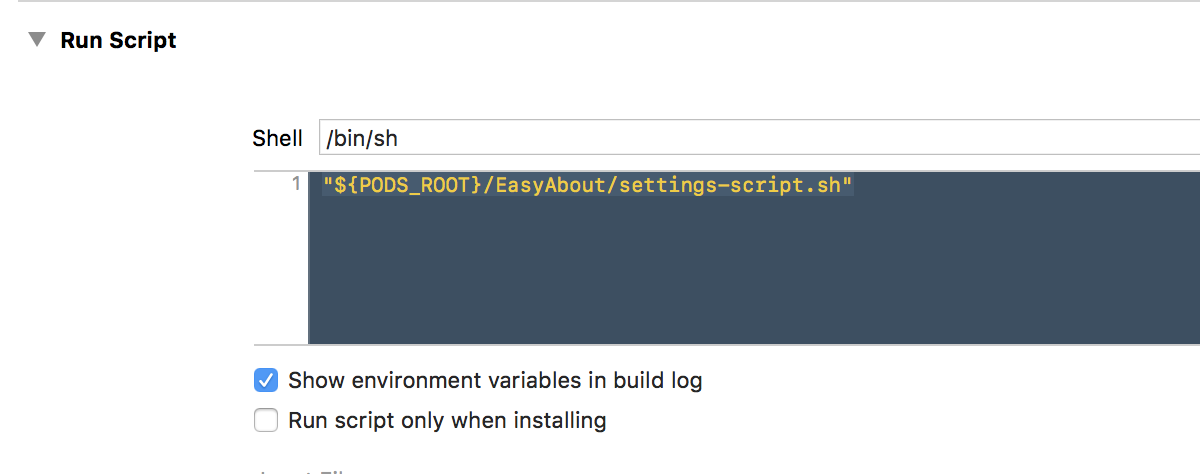 Run Script
Shell /bin/sh
1 "${PODS_ROOT}/EasyAbout/settings-script.sh"
Show environment variables in build log
Run script only when installing